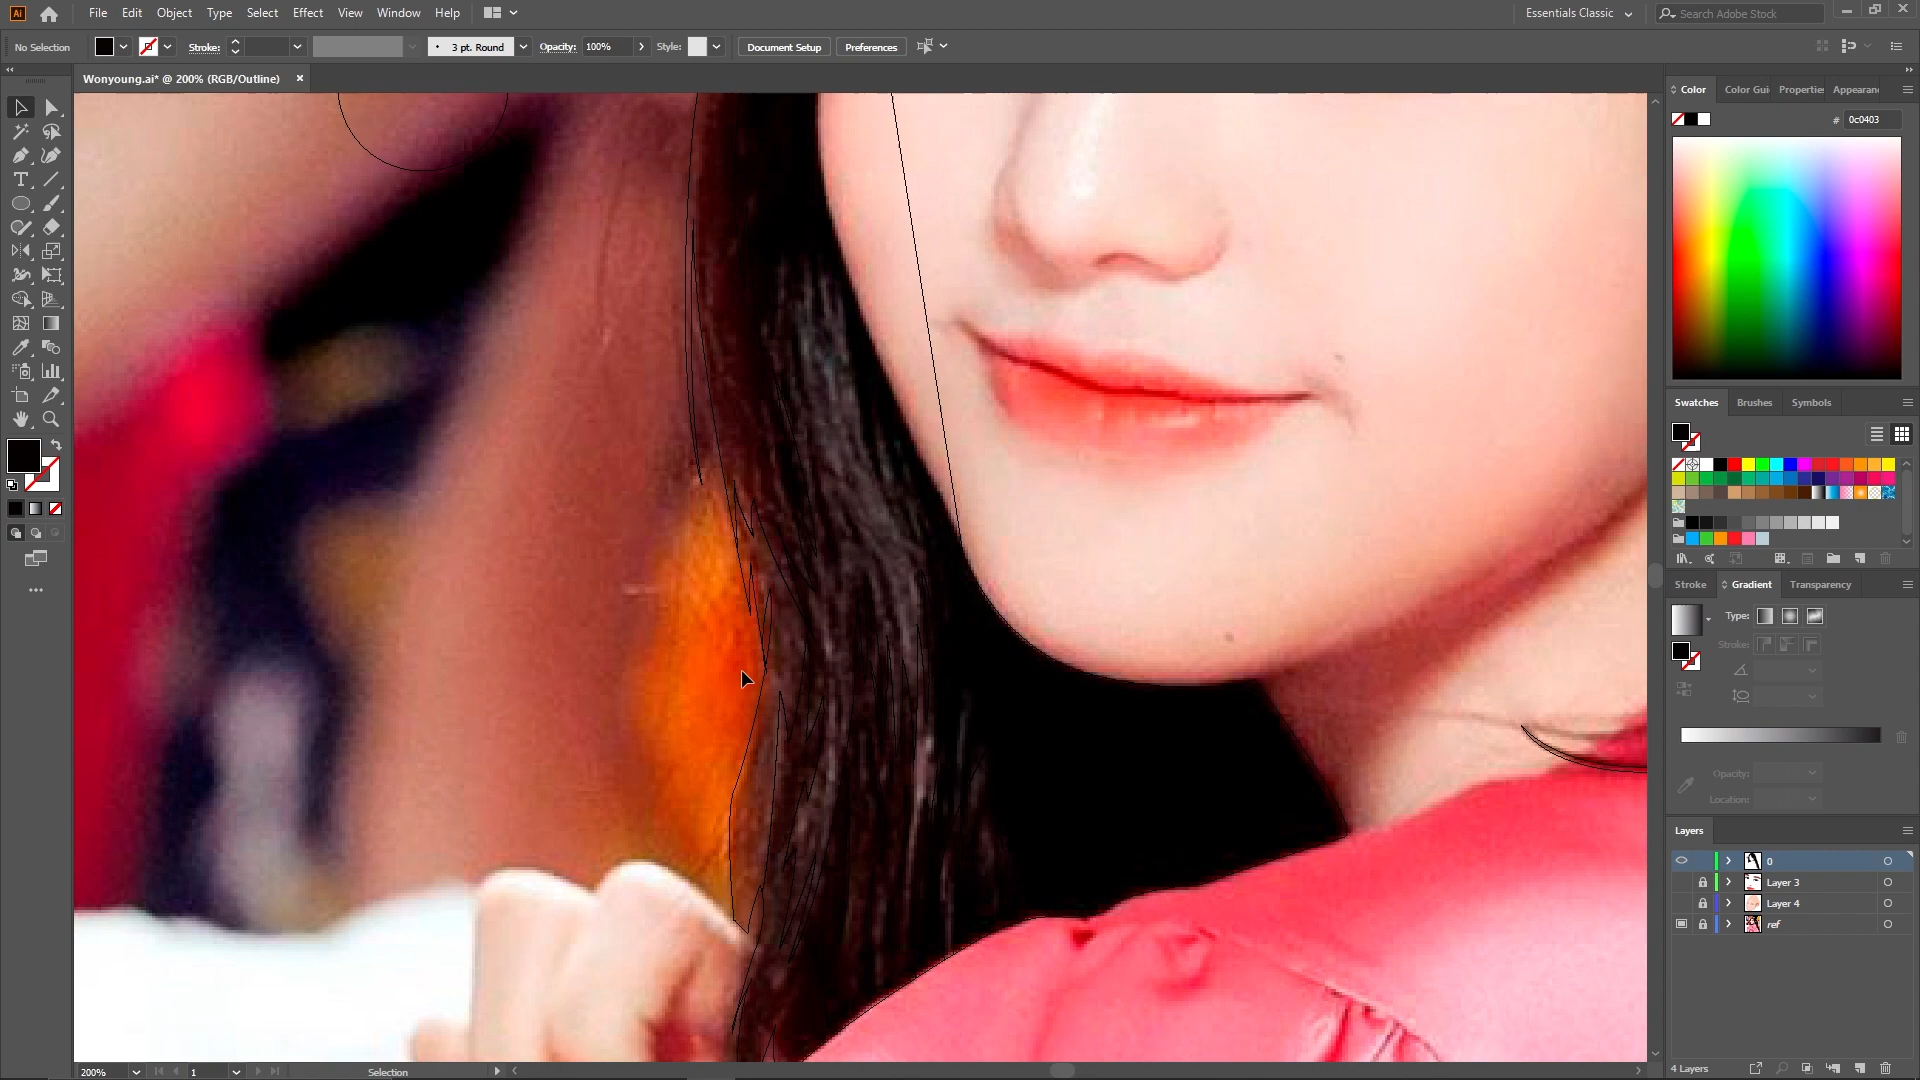 Ai File Edit Object Type Select Effect View Window Help
Essentials Classic
Search Adobe Stock
No Selection
Stroke:
3 pt. Round
Opacity: 100%
Style:
Document Setup
Preferences
Wonyoung.ai* @ 200% (RGB/Outline)
Color Color Gui Properties Appearanc
# 0c0403
Swatches Brushes Symbols
Stroke Gradient Transparency
Type:
Stroke:
Opacity:
Location:
Layers
0
Layer 3
Layer 4
ref
4 Layers
200%
1
Selection